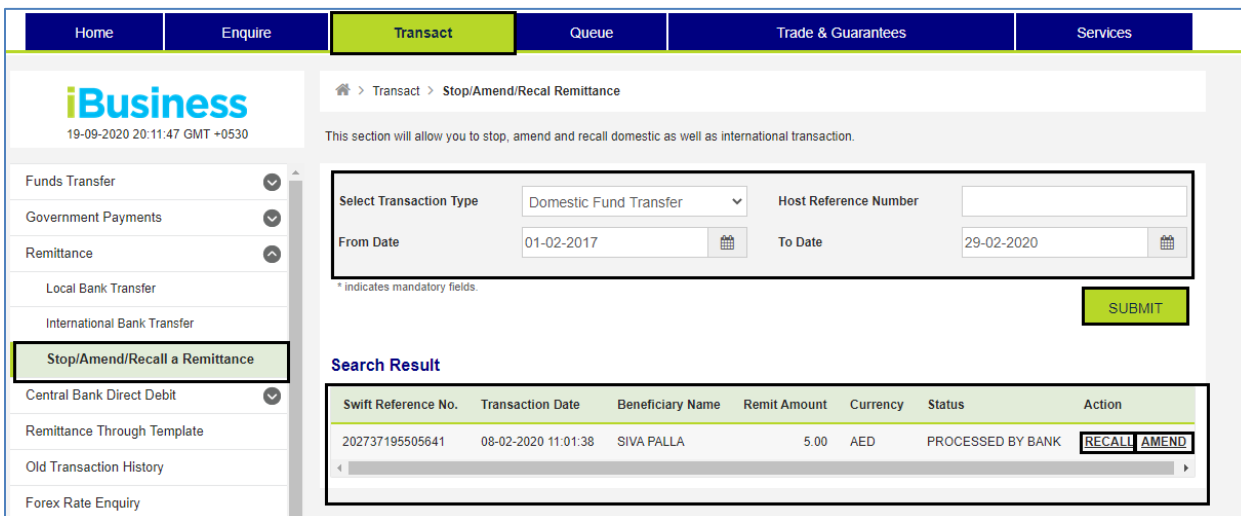 Home Enquire Transact Queue Trade & Guarantees Services
iBusiness
19-09-2020 20:11:47 GMT +0530
> Transact > Stop/Amend/Recal Remittance
This section will allow you to stop, amend and recall domestic as well as international transaction.
Funds Transfer
Government Payments
Remittance
Local Bank Transfer
International Bank Transfer
Stop/Amend/Recall a Remittance
Central Bank Direct Debit
Remittance Through Template
Old Transaction History
Forex Rate Enquiry
Select Transaction Type Domestic Fund Transfer Host Reference Number
From Date 01-02-2017 To Date 29-02-2020
* indicates mandatory fields.
SUBMIT
Search Result
Swift Reference No. Transaction Date Beneficiary Name Remit Amount Currency Status Action
202737195505641 08-02-2020 11:01:38 SIVA PALLA 5.00 AED PROCESSED BY BANK RECALL AMEND